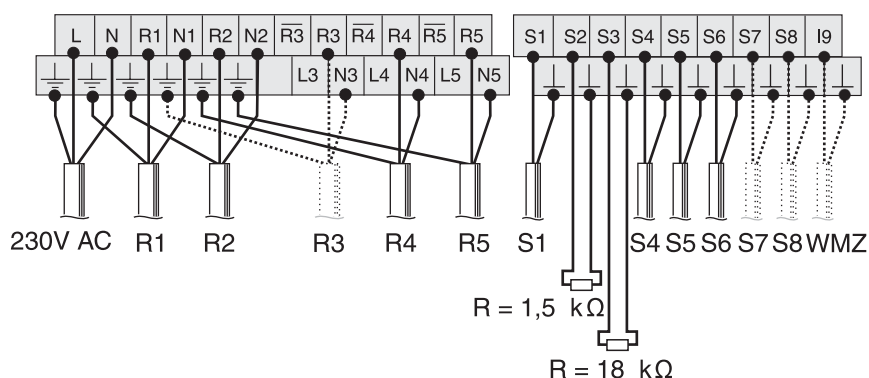 L N R1 N1 R2 N2 R̅3̅ R3 R̅4̅ R4 R̅5̅ R5 S1 S2 S3 S4 S5 S6 S7 S8 I9
L3 N3 L4 N4 L5 N5
230V AC R1 R2 R3 R4 R5 S1 S4 S5 S6 S7 S8 WMZ
R = 1,5 kΩ
R = 18 kΩ